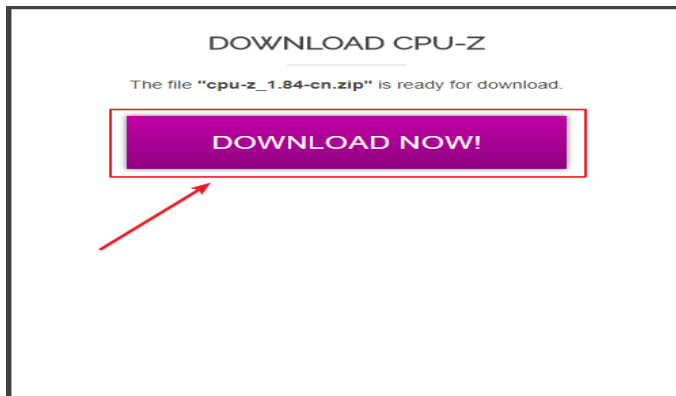 DOWNLOAD CPU-Z
The file "cpu-z_1.84-cn.zip" is ready for download.
DOWNLOAD NOW!